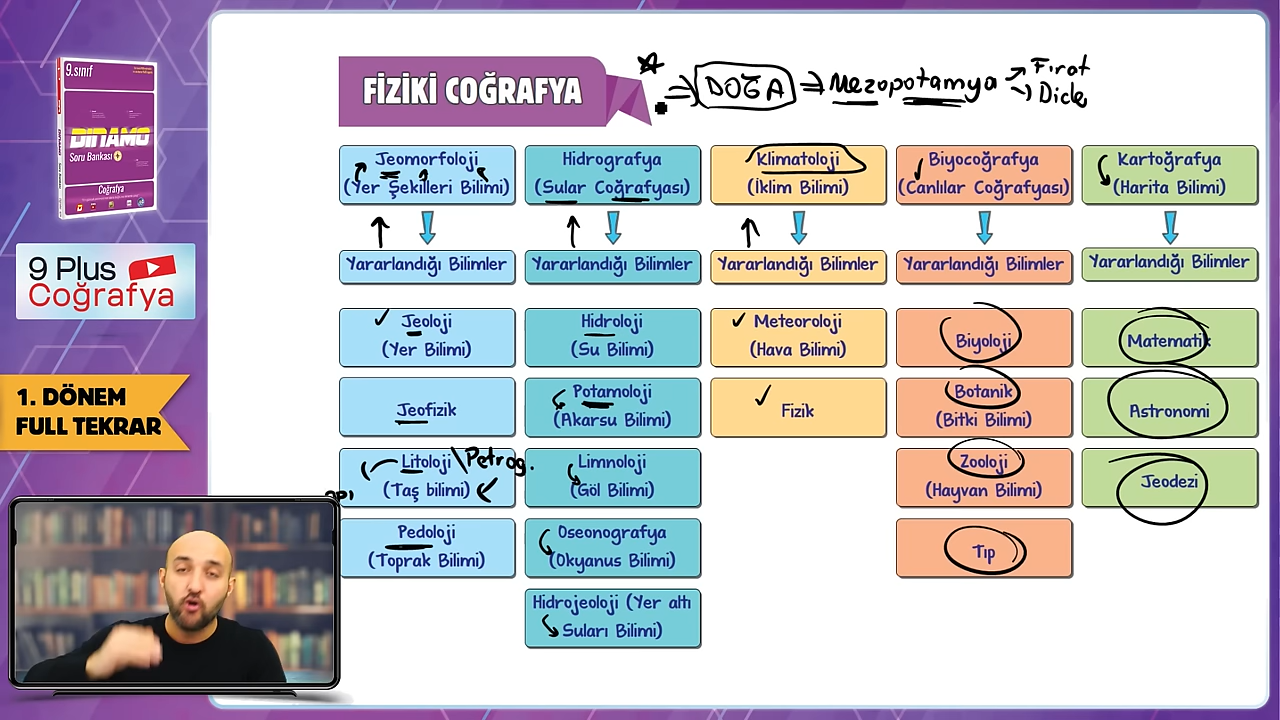 9.sınıf
DİNAMO
Soru Bankası +
Coğrafya
9 Plus
Coğrafya
1. DÖNEM
FULL TEKRAR
FİZİKİ COĞRAFYA
DOĞA
Mezopotamya
Fırat
Dicle
Jeomorfoloji
(Yer Şekilleri Bilimi)
Yararlandığı Bilimler
Jeoloji
(Yer Bilimi)
Jeofizik
Litoloji
(Taş bilimi)
Petrog.
Pedoloji
(Toprak Bilimi)
Hidrografya
(Sular Coğrafyası)
Yararlandığı Bilimler
Hidroloji
(Su Bilimi)
Potamoloji
(Akarsu Bilimi)
Limnoloji
(Göl Bilimi)
Oseonografya
(Okyanus Bilimi)
Hidrojeoloji (Yer altı
Suları Bilimi)
Klimatoloji
(İklim Bilimi)
Yararlandığı Bilimler
Meteoroloji
(Hava Bilimi)
Fizik
Biyocoğrafya
(Canlılar Coğrafyası)
Yararlandığı Bilimler
Biyoloji
Botanik
(Bitki Bilimi)
Zooloji
(Hayvan Bilimi)
Tıp
Kartoğrafya
(Harita Bilimi)
Yararlandığı Bilimler
Matematik
Astronomi
Jeodezi